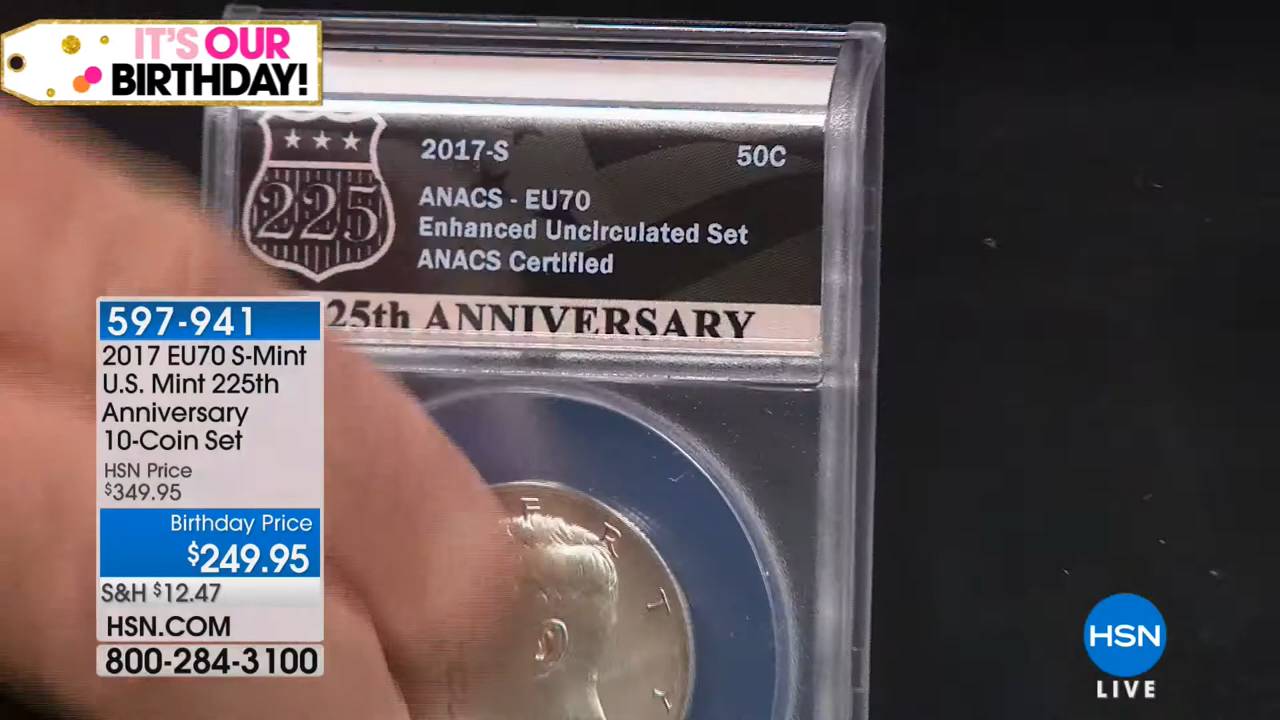 IT'S OUR
BIRTHDAY!
225
2017-S 50C
ANACS - EU70
Enhanced Uncirculated Set
ANACS Certified
25th ANNIVERSARY
597-941
2017 EU70 S-Mint
U.S. Mint 225th
Anniversary
10-Coin Set
HSN Price
$349.95
Birthday Price
$249.95
S&H $12.47
HSN.COM
800-284-3100
E R T Y
HSN
LIVE